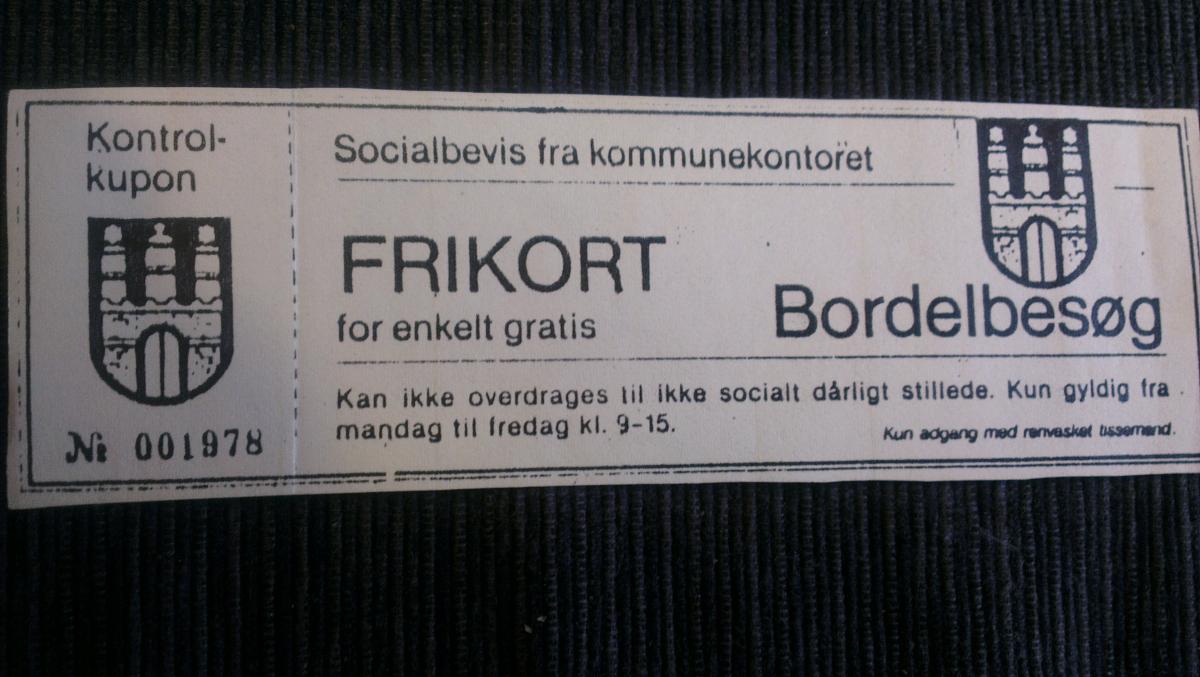 Kontrol-
kupon
№ 001978
Socialbevis fra kommunekontoret
FRIKORT
for enkelt gratis
Bordelbesøg
Kan ikke overdrages til ikke socialt dårligt stillede. Kun gyldig fra
mandag til fredag kl. 9-15.
Kun adgang med renvasket tissemand.